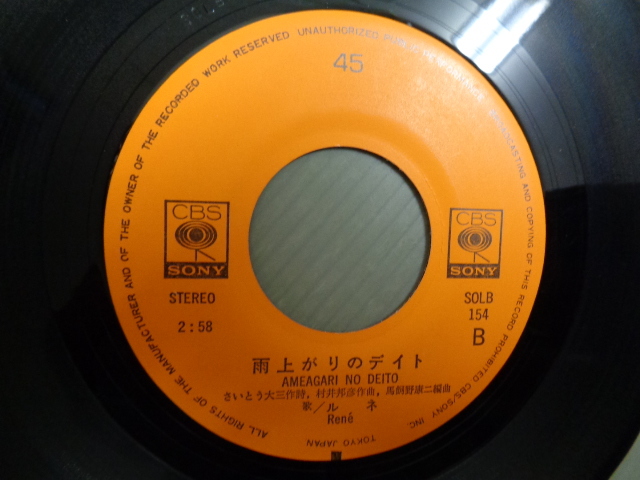 45
CBS
SONY
CBS
SONY
STEREO
2:58
SOLB
154
B
雨上がりのデイト
AMEAGARI NO DEITO
さいとう大三作詩，村井邦彦作曲，馬飼野康二編曲
歌／ルネ
René
ALL RIGHTS OF THE MANUFACTURER AND OF THE OWNER OF THE RECORDED WORK RESERVED UNAUTHORIZED PUBLIC PERFORMANCE BROADCASTING AND COPYING OF THIS RECORD PROHIBITED CBS/SONY INC. TOKYO JAPAN